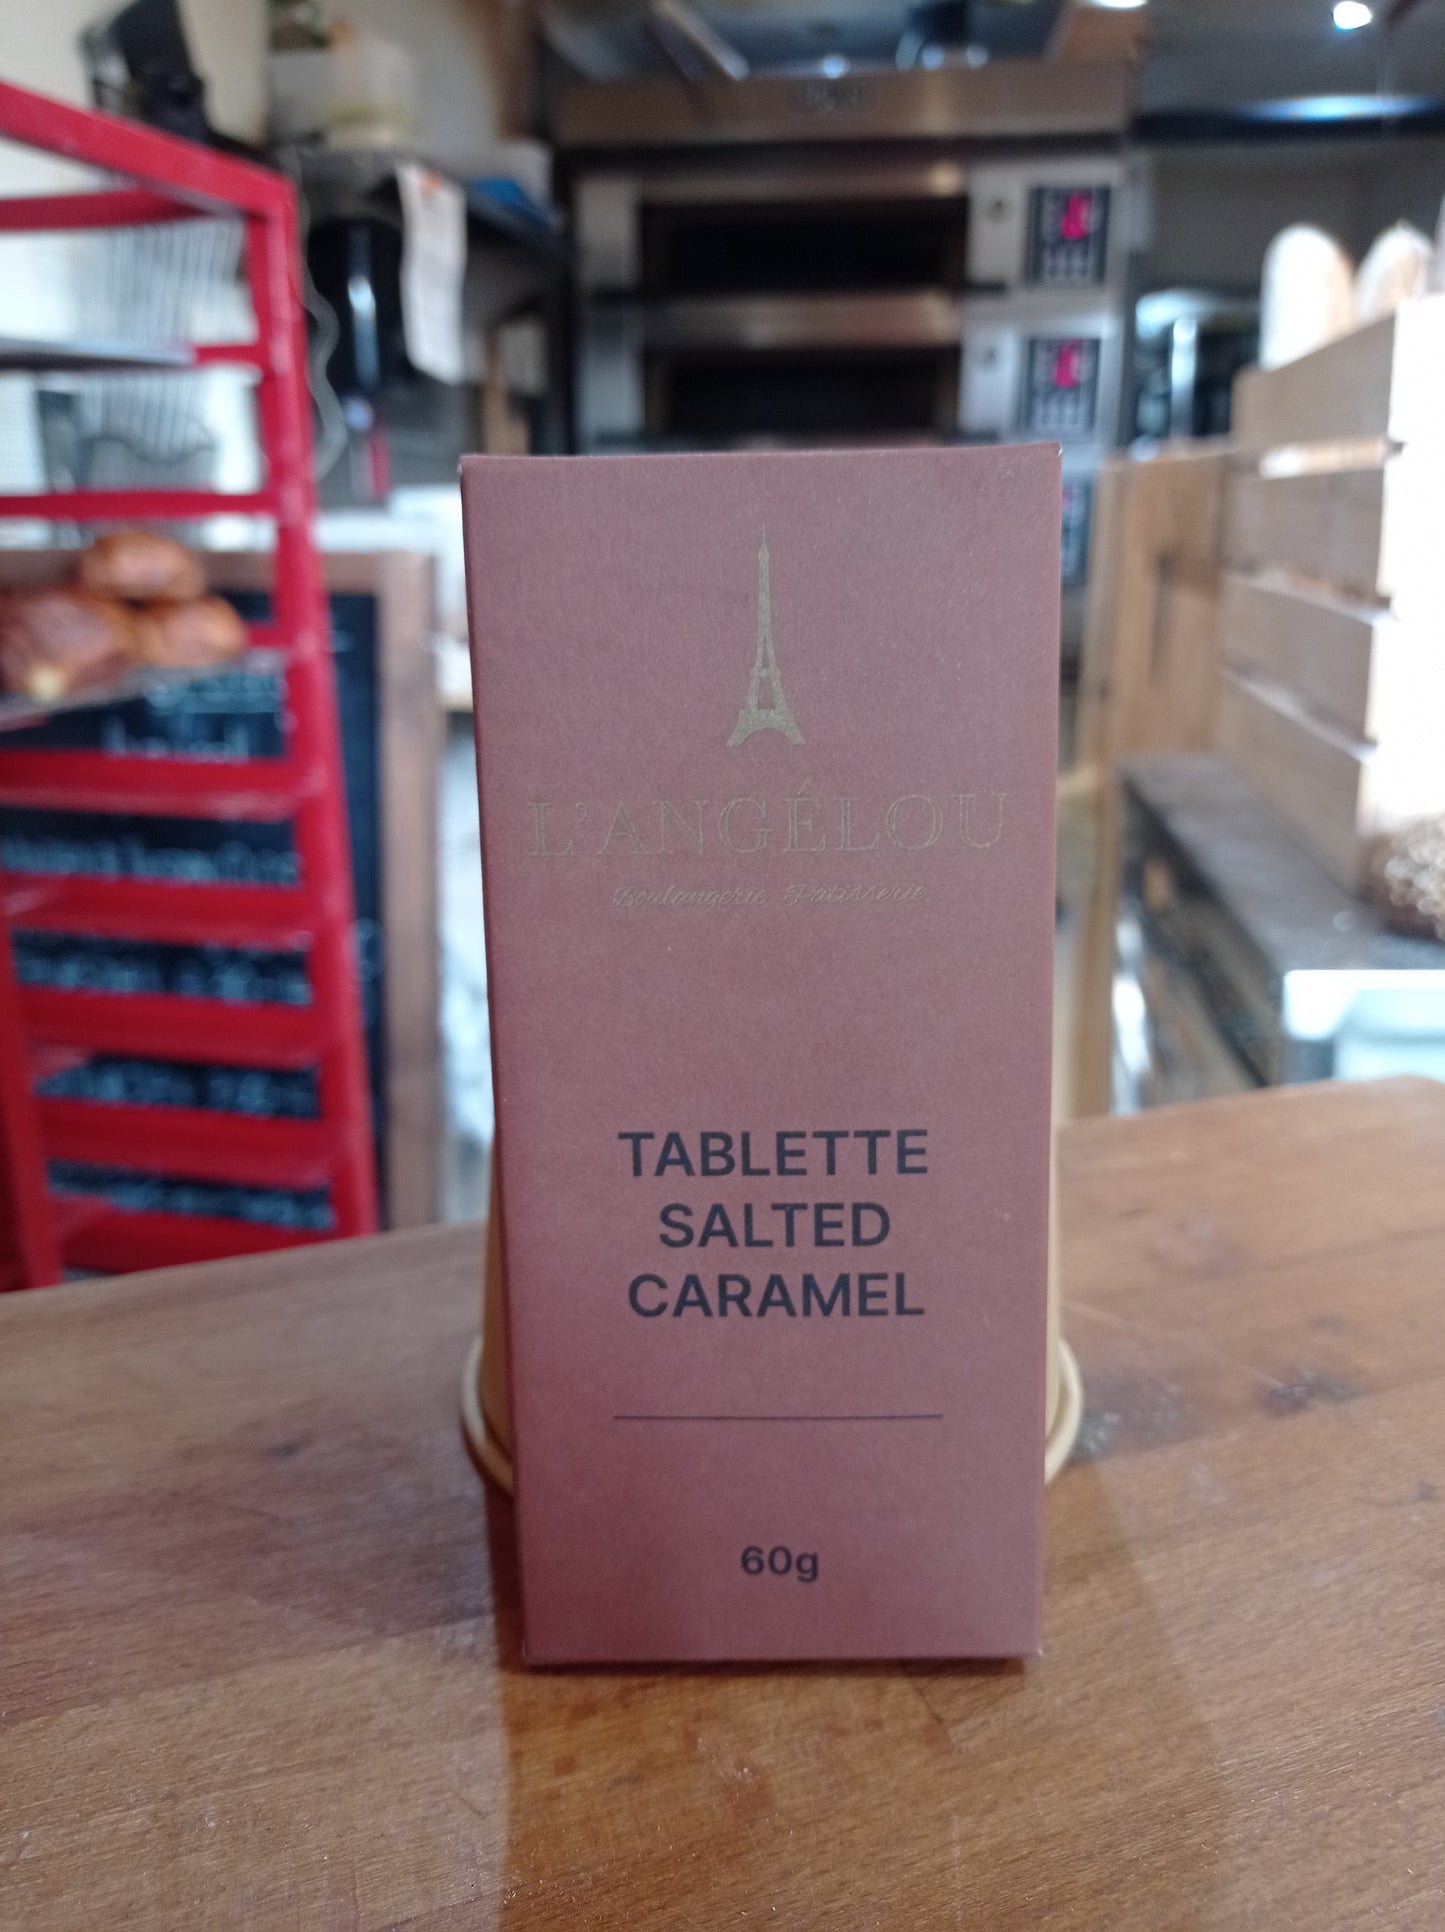 L'ANGÉLOU
Boulangerie Pâtisserie
TABLETTE
SALTED
CARAMEL
60g